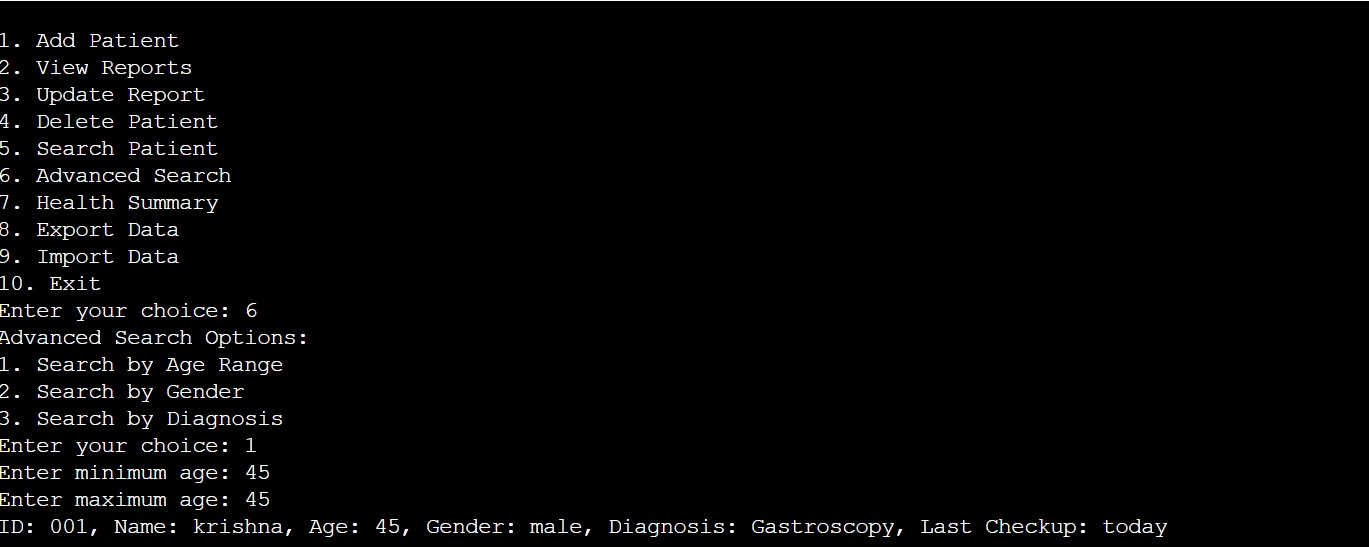 1. Add Patient
2. View Reports
3. Update Report
4. Delete Patient
5. Search Patient
6. Advanced Search
7. Health Summary
8. Export Data
9. Import Data
10. Exit
Enter your choice: 6
Advanced Search Options:
1. Search by Age Range
2. Search by Gender
3. Search by Diagnosis
Enter your choice: 1
Enter minimum age: 45
Enter maximum age: 45
ID: 001, Name: krishna, Age: 45, Gender: male, Diagnosis: Gastroscopy, Last Checkup: today